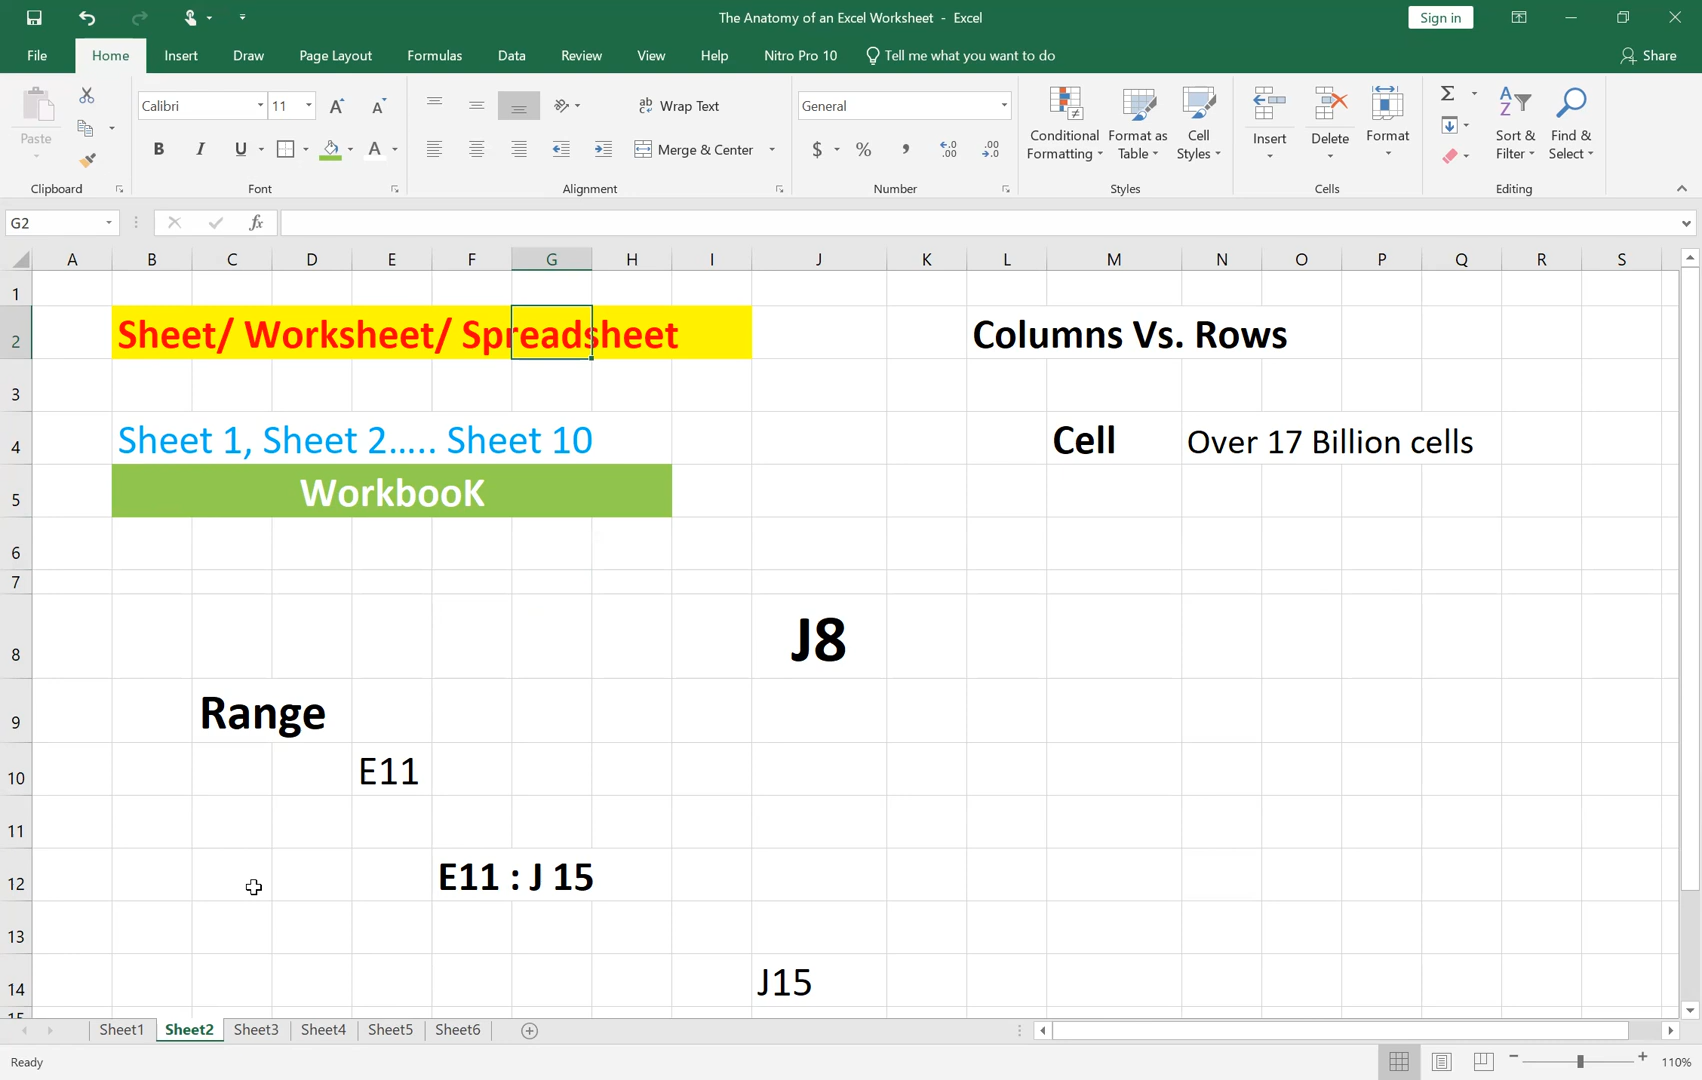 The Anatomy of an Excel Worksheet - Excel
Sign in
File Home Insert Draw Page Layout Formulas Data Review View Help Nitro Pro 10 Tell me what you want to do Share
Paste
Calibri 11
Wrap Text
General
Conditional Formatting
Format as Table
Cell Styles
Insert
Delete
Format
Sort & Filter
Find & Select
B I U A
Merge & Center
$ % , .00
Clipboard Font Alignment Number Styles Cells Editing
G2 fx
A B C D E F G H I J K L M N O P Q R S
1
2 Sheet/ Worksheet/ Spreadsheet Columns Vs. Rows
3
4 Sheet 1, Sheet 2..... Sheet 10 Cell Over 17 Billion cells
5 WorkbooK
6
7
8 J8
9 Range
10 E11
11
12 E11 : J 15
13
14 J15
15
Sheet1 Sheet2 Sheet3 Sheet4 Sheet5 Sheet6
Ready 110%